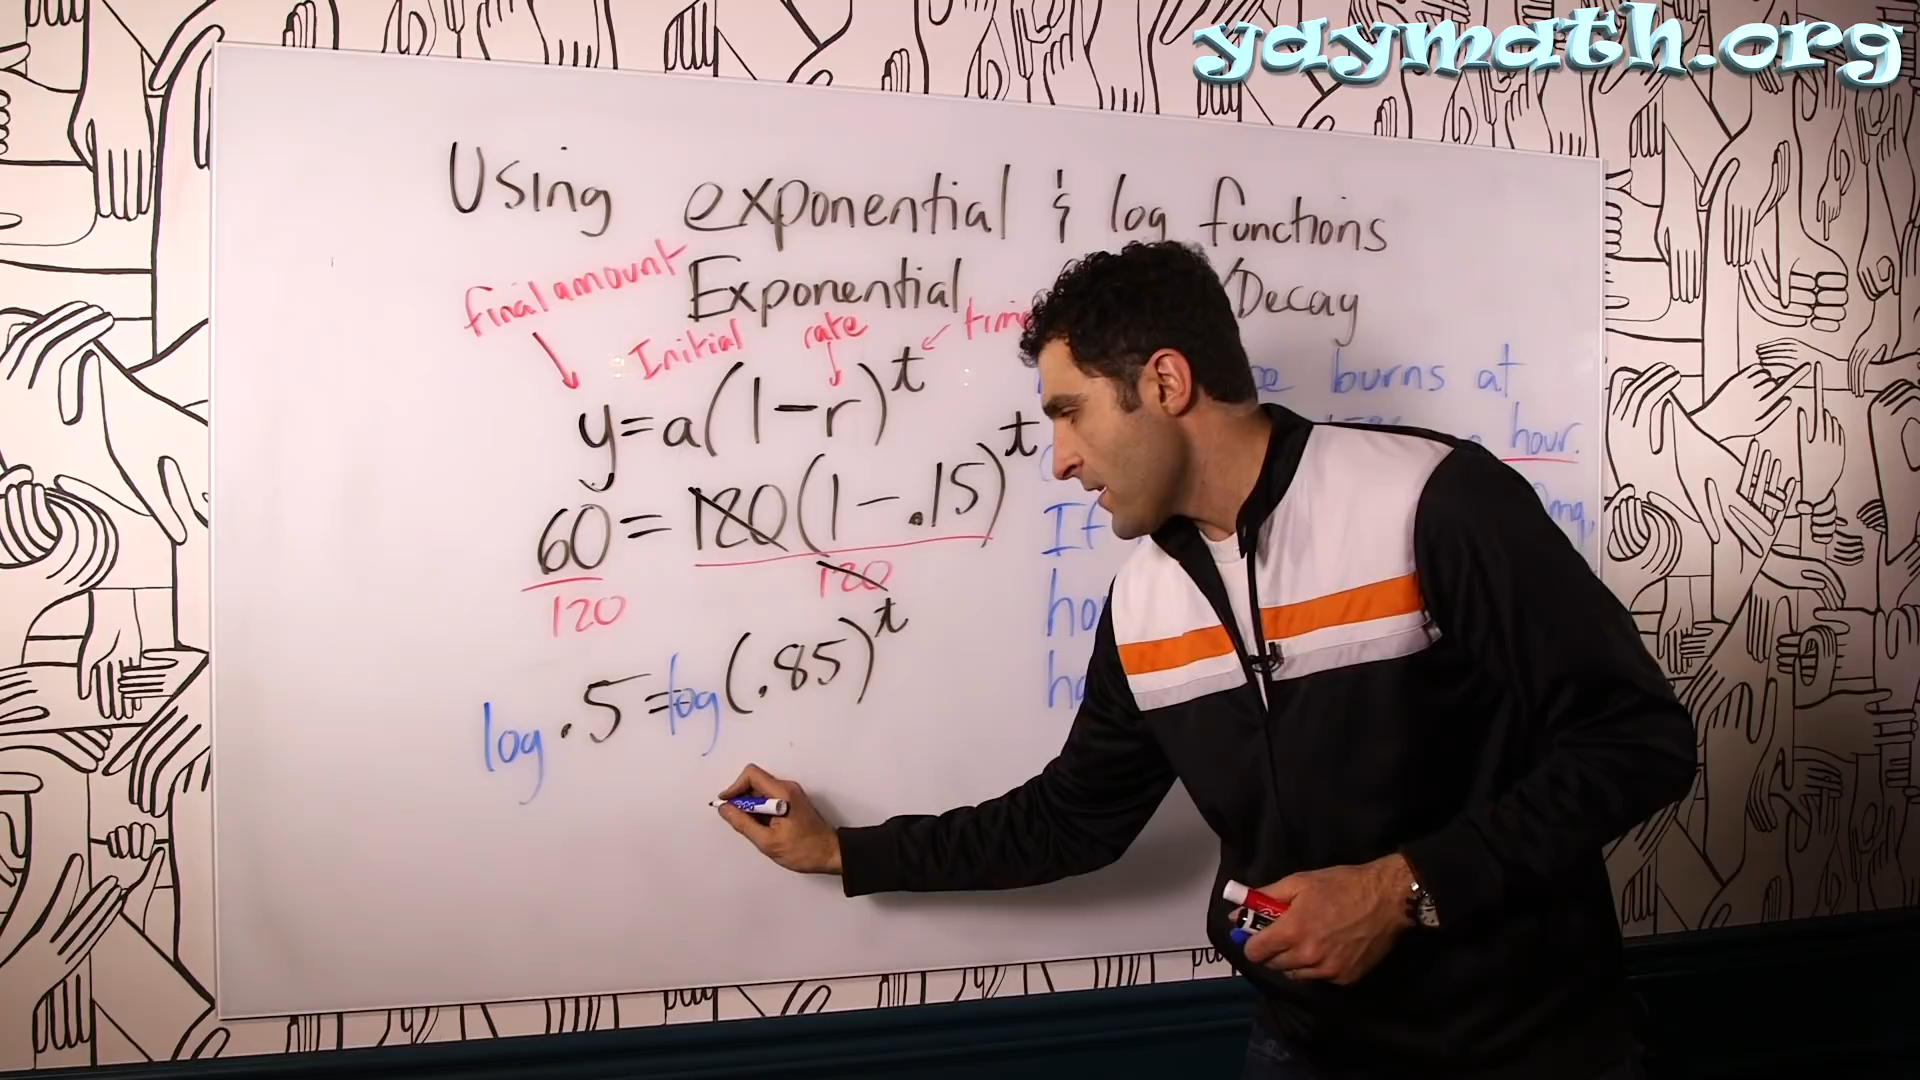 yaymath.org
Using exponential & log functions
Exponential /Decay
final amount
Initial
rate
time
y=a(1-r)^t
60=120(1-.15)^t
120 120
log .5=log(.85)^t
burns at
hour.
If